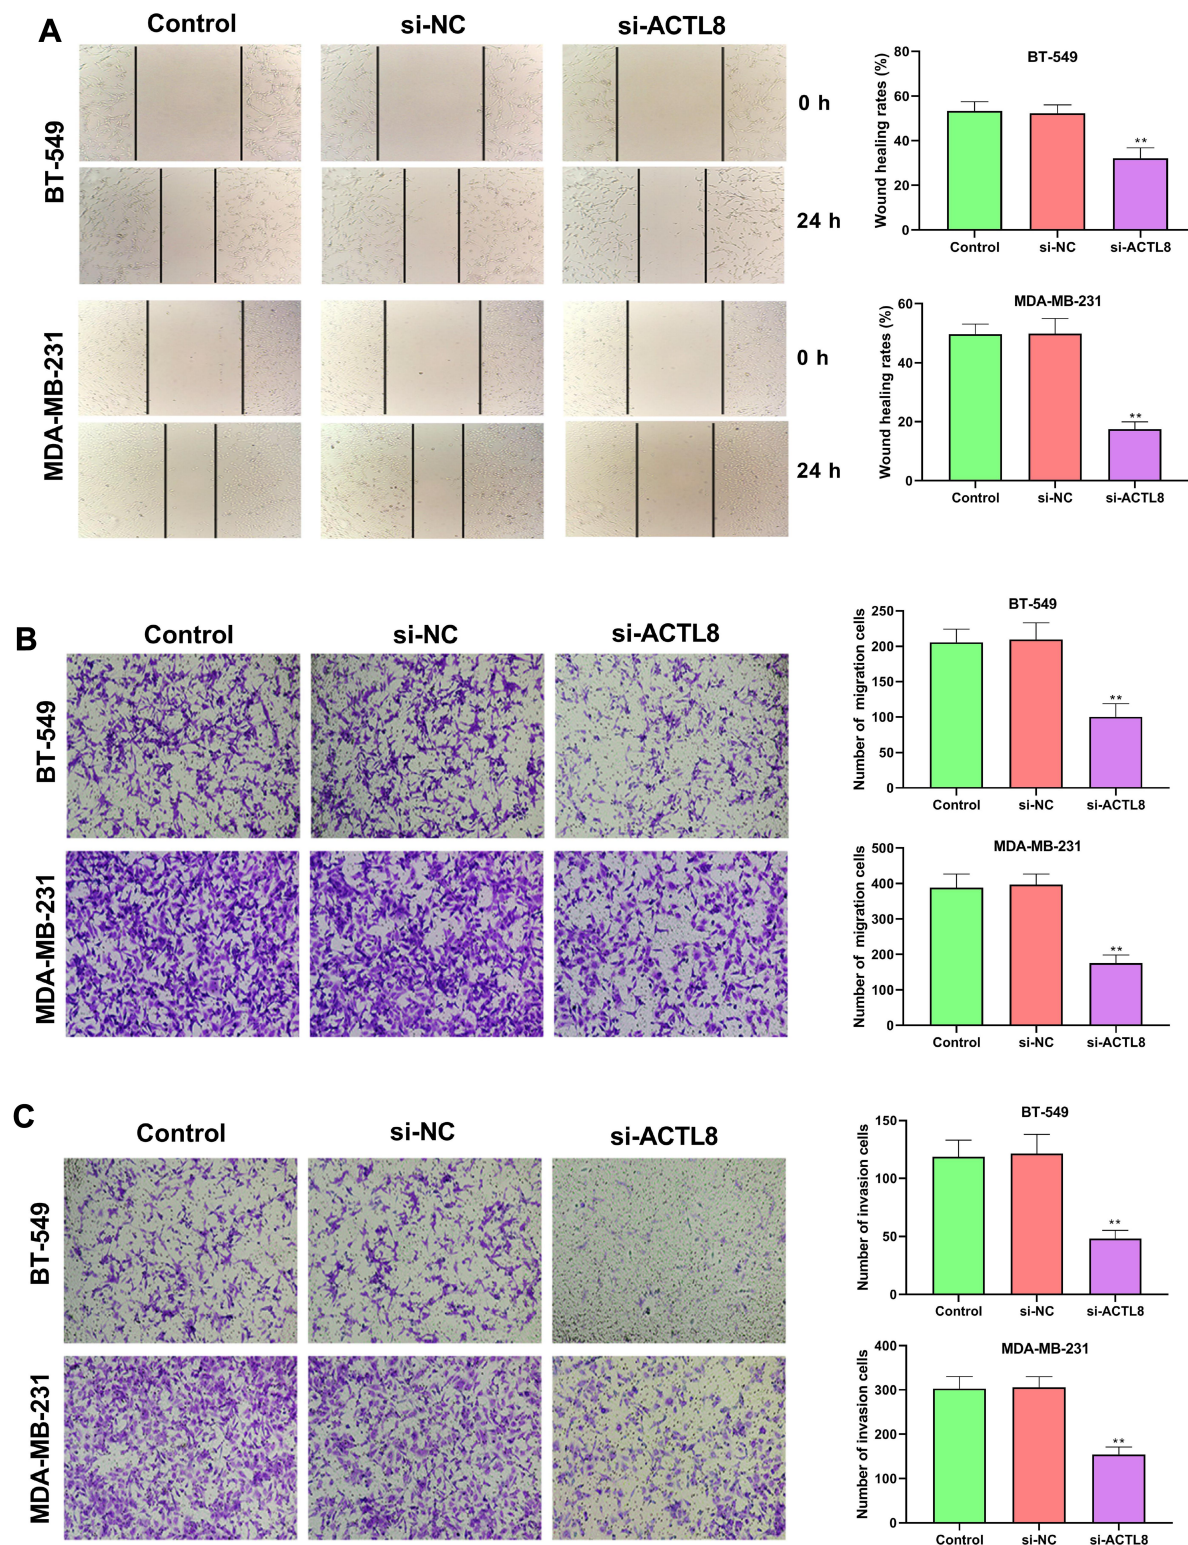 A
Control
si-NC
si-ACTL8
BT-549
0 h
24 h
MDA-MB-231
0 h
24 h
BT-549
Wound healing rates (%)
80
60
40
20
0
**
Control
si-NC
si-ACTL8
MDA-MB-231
Wound healing rates (%)
60
40
20
0
**
Control
si-NC
si-ACTL8
B
Control
si-NC
si-ACTL8
BT-549
MDA-MB-231
BT-549
Number of migration cells
250
200
150
100
50
0
**
Control
si-NC
si-ACTL8
MDA-MB-231
Number of migration cells
500
400
300
200
100
0
**
Control
si-NC
si-ACTL8
C
Control
si-NC
si-ACTL8
BT-549
MDA-MB-231
BT-549
Number of invasion cells
150
100
50
0
**
Control
si-NC
si-ACTL8
MDA-MB-231
Number of invasion cells
400
300
200
100
0
**
Control
si-NC
si-ACTL8